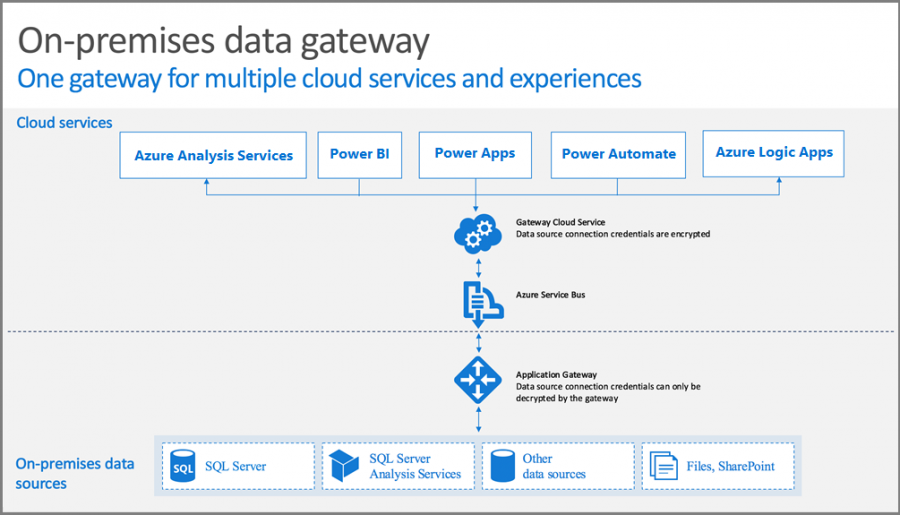 On-premises data gateway
One gateway for multiple cloud services and experiences
Cloud services
Azure Analysis Services
Power BI
Power Apps
Power Automate
Azure Logic Apps
Gateway Cloud Service
Data source connection credentials are encrypted
Azure Service Bus
Application Gateway
Data source connection credentials can only be
decrypted by the gateway
On-premises data
sources
SQL
SQL Server
SQL Server
Analysis Services
Other
data sources
Files, SharePoint